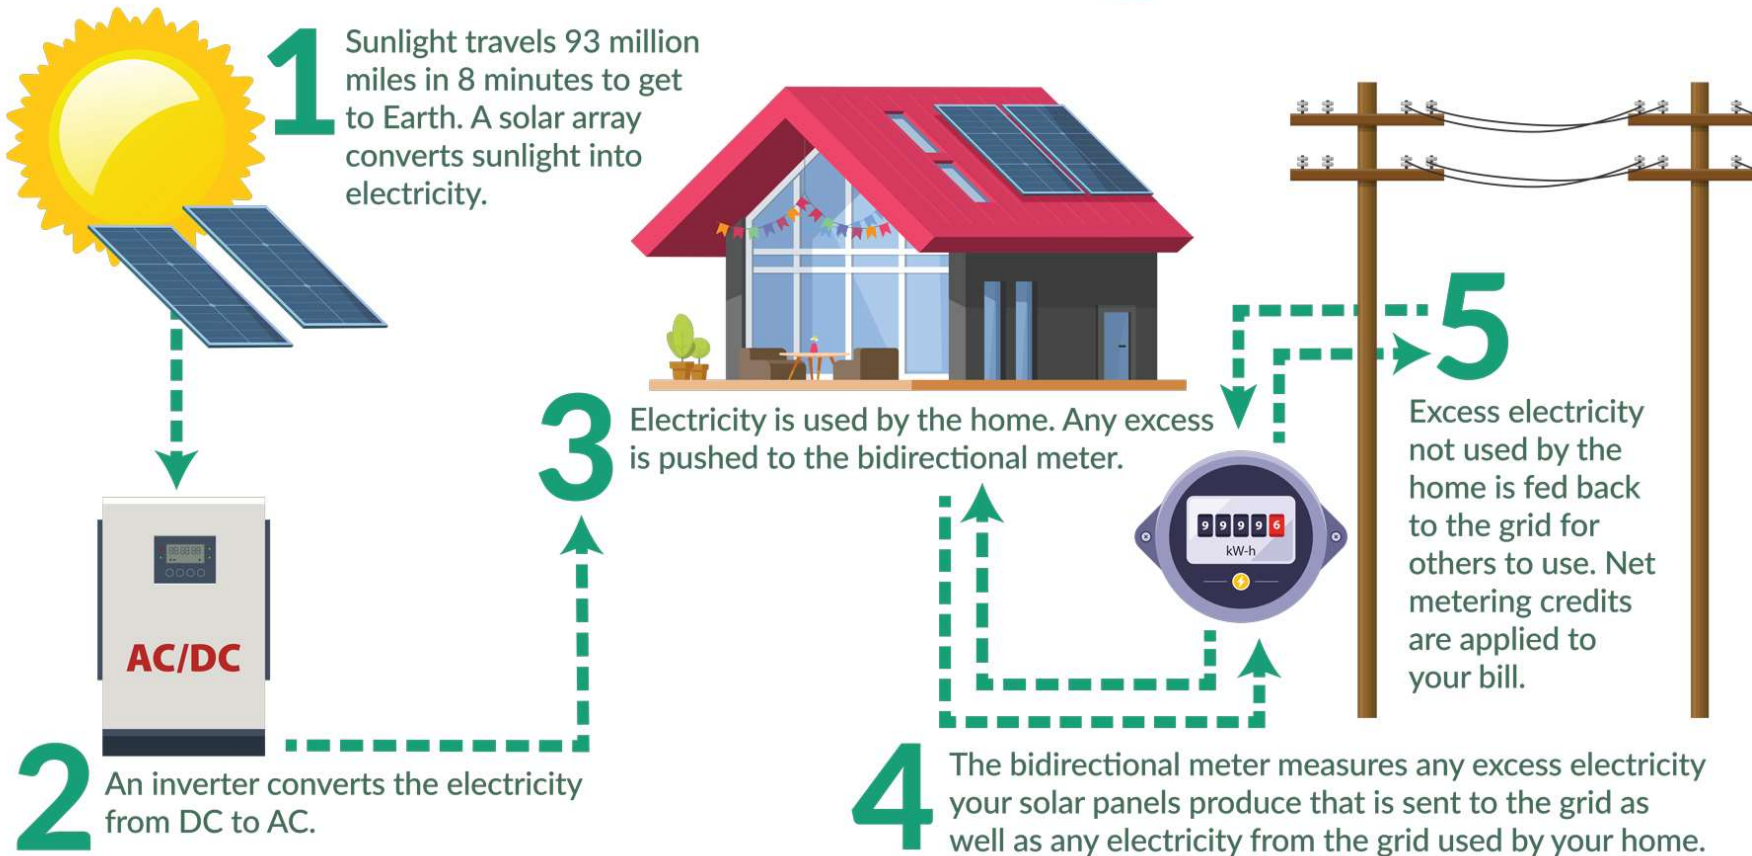 1
Sunlight travels 93 million
miles in 8 minutes to get
to Earth. A solar array
converts sunlight into
electricity.
AC/DC
2
An inverter converts the electricity
from DC to AC.
3
Electricity is used by the home. Any excess
is pushed to the bidirectional meter.
99996
kW-h
4
The bidirectional meter measures any excess electricity
your solar panels produce that is sent to the grid as
well as any electricity from the grid used by your home.
5
Excess electricity
not used by the
home is fed back
to the grid for
others to use. Net
metering credits
are applied to
your bill.